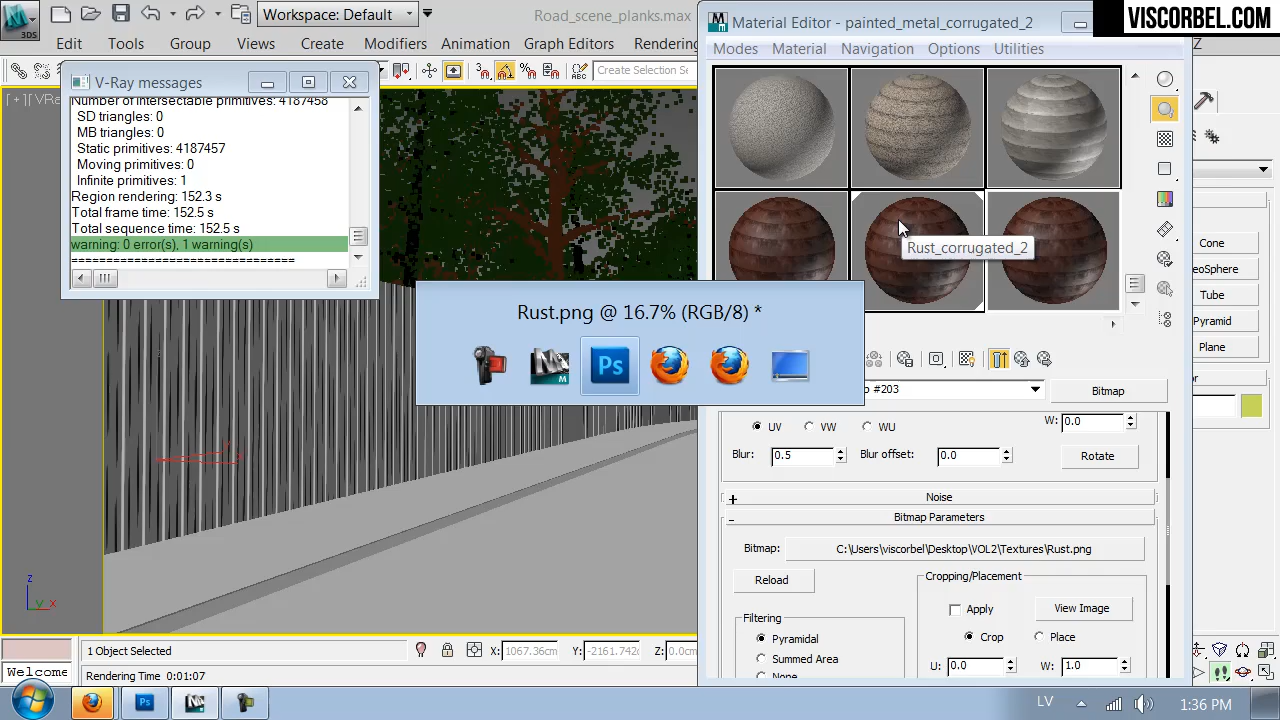 Workspace: Default
Road_scene_planks.max
Material Editor - painted_metal_corrugated_2
VISCORBEL.COM
3DS
Edit
Tools
Group
Views
Create
Modifiers
Animation
Graph Editors
Rendering
Modes
Material
Navigation
Options
Utilities
Create Selection Se
V-Ray messages
Number of intersectable primitives: 4187458
SD triangles: 0
MB triangles: 0
Static primitives: 4187457
Moving primitives: 0
Infinite primitives: 1
Region rendering: 152.3 s
Total frame time: 152.5 s
Total sequence time: 152.5 s
warning: 0 error(s), 1 warning(s)
============================
Rust_corrugated_2
Cone
eoSphere
Tube
Pyramid
Plane
Rust.png @ 16.7% (RGB/8) *
Ps
#203
Bitmap
UV
VW
WU
W:
0.0
Blur:
0.5
Blur offset:
0.0
Rotate
+ Noise
- Bitmap Parameters
Bitmap:
C:\Users\viscorbel\Desktop\VOL2\Textures\Rust.png
Reload
Cropping/Placement
Apply
View Image
Filtering
Crop
Place
Pyramidal
Summed Area
None
U:
0.0
W:
1.0
z
y
x
1 Object Selected
X:
1067.36cm
Y:
-2161.742c
Z:
0.0cm
Welcome
Rendering Time 0:01:07
LV
1:36 PM